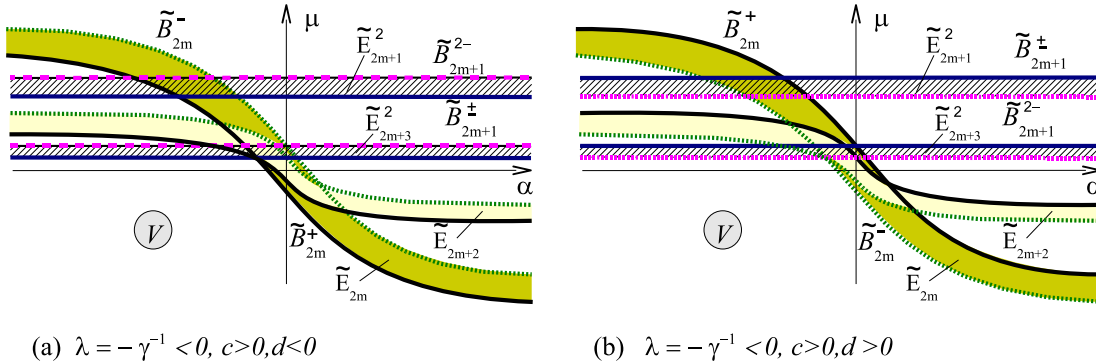 B̃⁻₂ₘ
μ
Ẽ²₂ₘ₊₁
B̃²⁻₂ₘ₊₁
B̃±₂ₘ₊₁
Ẽ²₂ₘ₊₃
α
V
B̃⁺₂ₘ
Ẽ₂ₘ₊₂
Ẽ₂ₘ
(a) λ = − γ⁻¹ <0, c>0,d<0
B̃⁺₂ₘ
μ
Ẽ²₂ₘ₊₁
B̃±₂ₘ₊₁
Ẽ²₂ₘ₊₃
B̃²⁻₂ₘ₊₁
α
V
B̃⁻₂ₘ
Ẽ₂ₘ₊₂
Ẽ₂ₘ
(b) λ = − γ⁻¹ <0, c>0,d >0